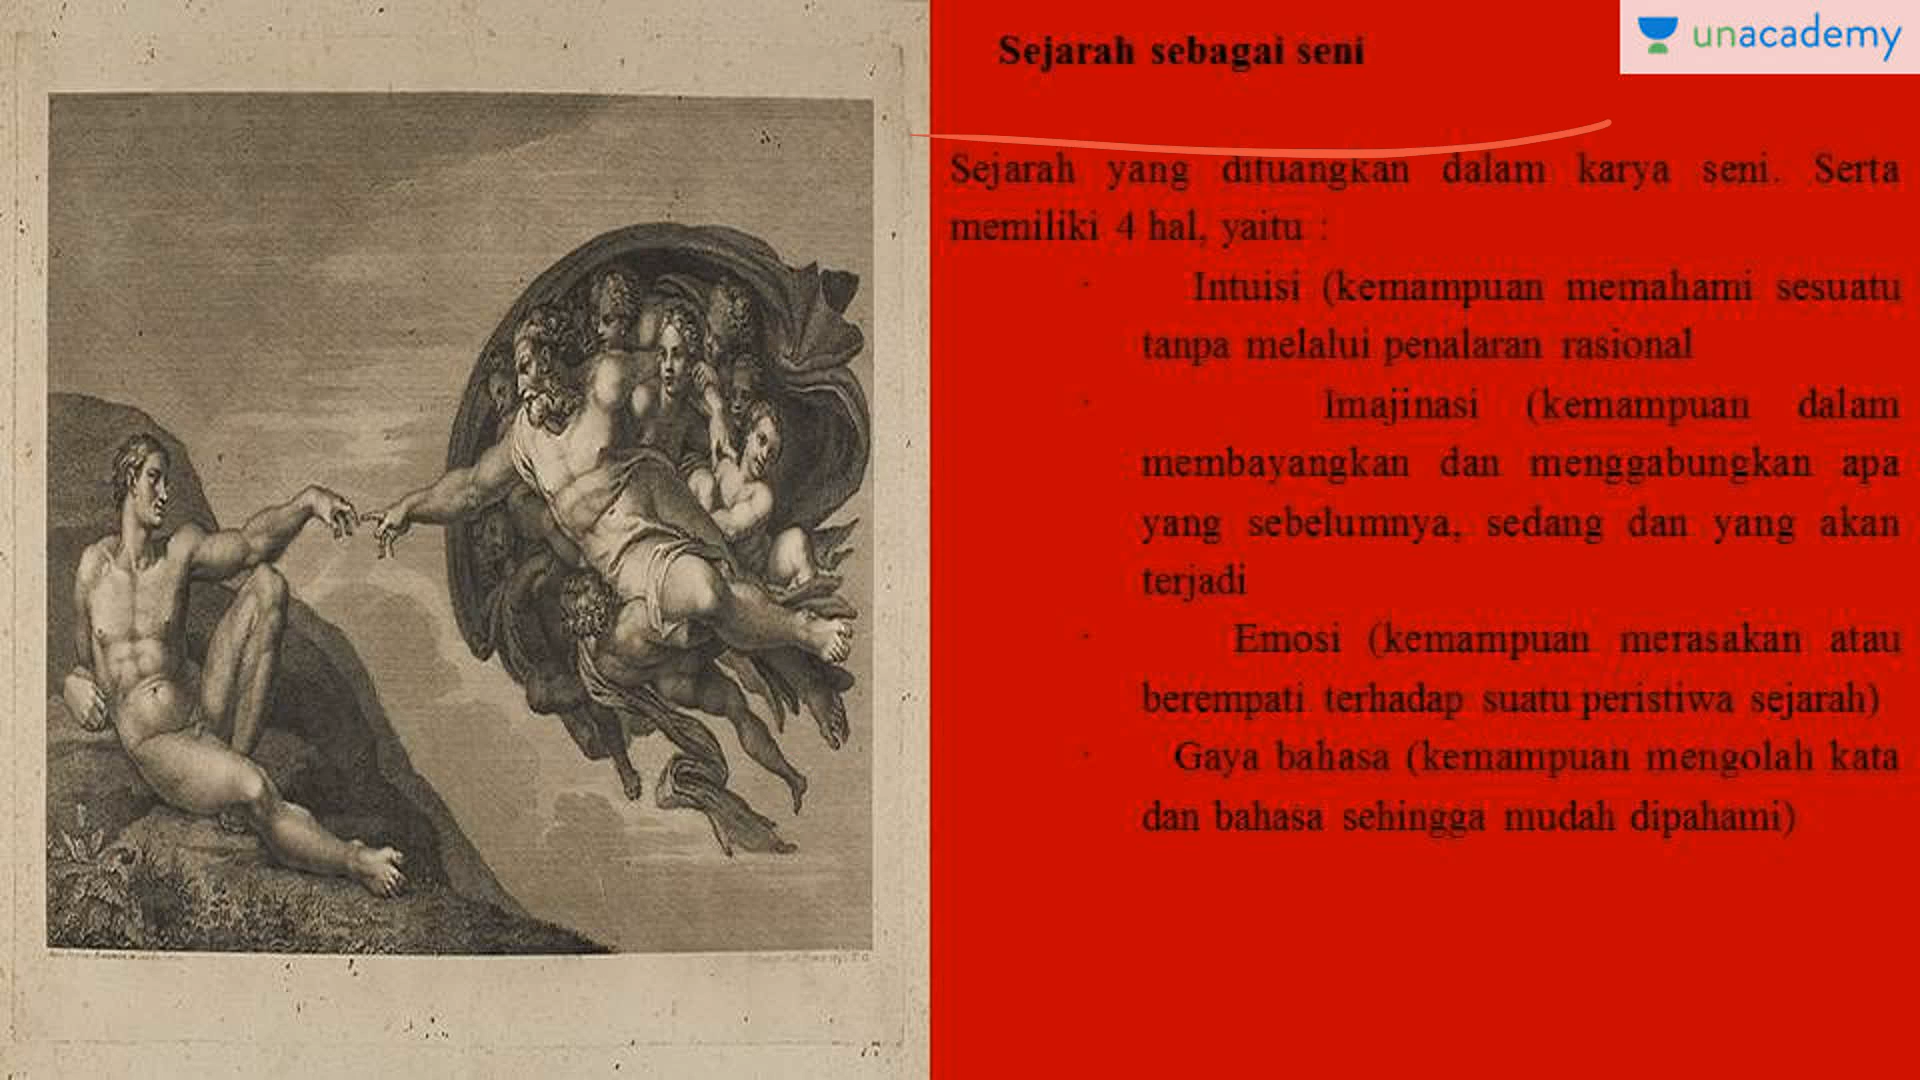 Sejarah sebagai seni
unacademy
Sejarah yang dituangkan dalam karya seni. Serta
memiliki 4 hal, yaitu :
· Intuisi (kemampuan memahami sesuatu
tanpa melalui penalaran rasional
· Imajinasi (kemampuan dalam
membayangkan dan menggabungkan apa
yang sebelumnya, sedang dan yang akan
terjadi
· Emosi (kemampuan merasakan atau
berempati terhadap suatu peristiwa sejarah)
· Gaya bahasa (kemampuan mengolah kata
dan bahasa sehingga mudah dipahami)